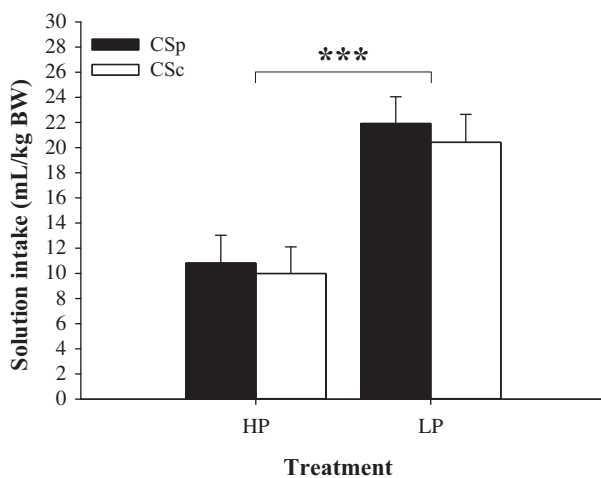 30
28
26
24
22
20
18
16
14
12
10
8
6
4
2
0
Solution intake (mL/kg BW)
CSp
CSc
***
HP
LP
Treatment